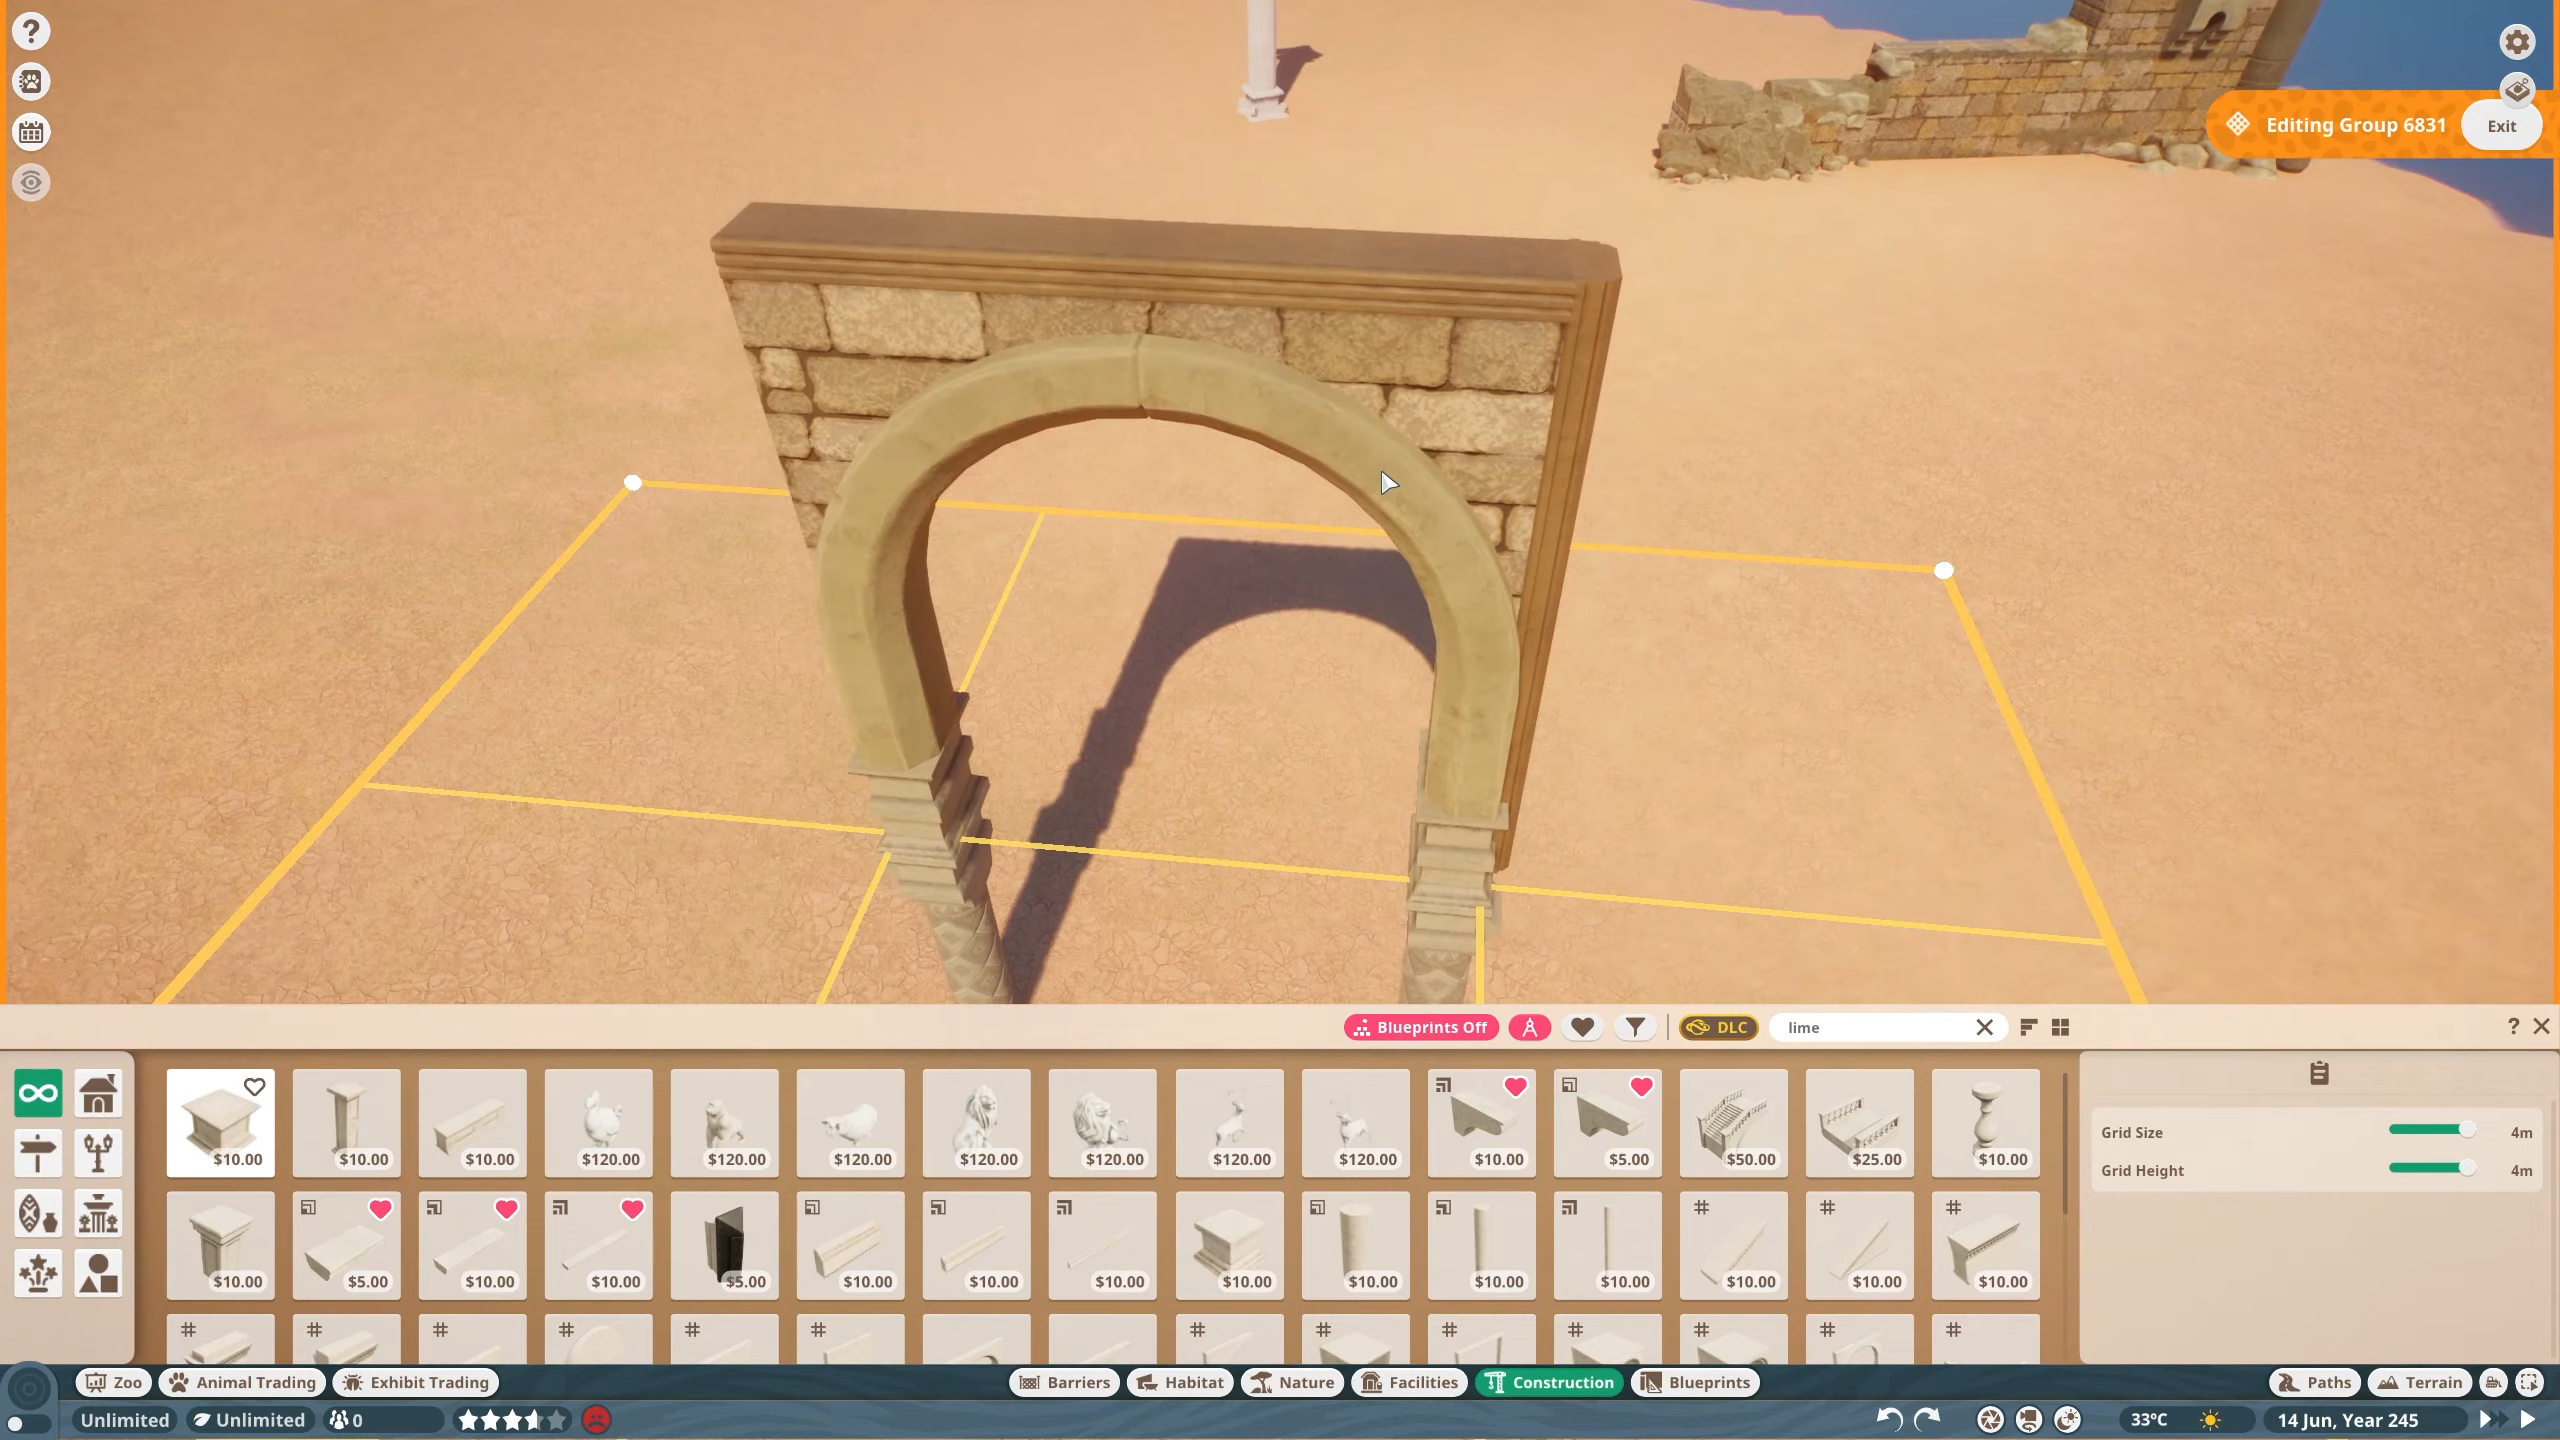 ?
Editing Group 6831 Exit
Blueprints Off DLC lime ?
$10.00 $10.00 $10.00 $120.00 $120.00 $120.00 $120.00 $120.00 $120.00 $120.00 $10.00 $5.00 $50.00 $25.00 $10.00
Grid Size 4m
Grid Height 4m
$10.00 $5.00 $10.00 $10.00 $5.00 $10.00 $10.00 $10.00 $10.00 $10.00 $10.00 $10.00 $10.00 $10.00 $10.00
Zoo Animal Trading Exhibit Trading Barriers Habitat Nature Facilities Construction Blueprints Paths Terrain
Unlimited Unlimited 0 33°C 14 Jun, Year 245